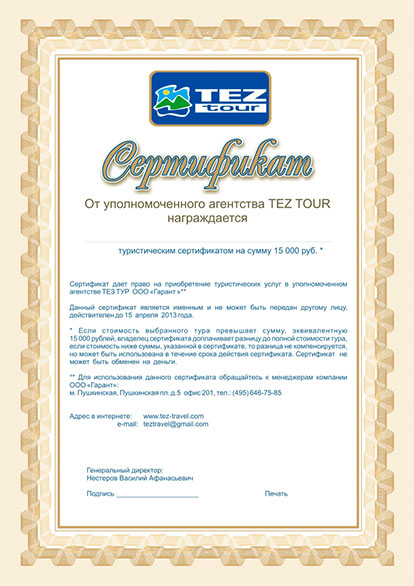 TEZ
tour
Сертификат
От уполномоченного агентства TEZ TOUR
награждается
туристическим сертификатом на сумму 15 000 руб. *
Сертификат дает право на приобретение туристических услуг в уполномоченном
агентстве ТЕЗ ТУР ООО «Гарант »**
Данный сертификат является именным и не может быть передан другому лицу,
действителен до 15 апреля 2013 года.
* Если стоимость выбранного тура превышает сумму, эквивалентную
15 000 рублей, владелец сертификата доплачивает разницу до полной стоимости тура,
если стоимость ниже суммы, указанной в сертификате, то разница не компенсируется,
но может быть использована в течение срока действия сертификата. Сертификат не
может быть обменен на деньги.
** Для использования данного сертификата обращайтесь к менеджерам компании
ООО «Гарант»:
м. Пушкинская, Пушкинская пл. д.5 офис 201, тел.: (495) 646-75-85
Адрес в интернете: www.tez-travel.com
e-mail: teztravel@gmail.com
Генеральный директор:
Нестеров Василий Афанасьевич
Подпись ____________________ Печать